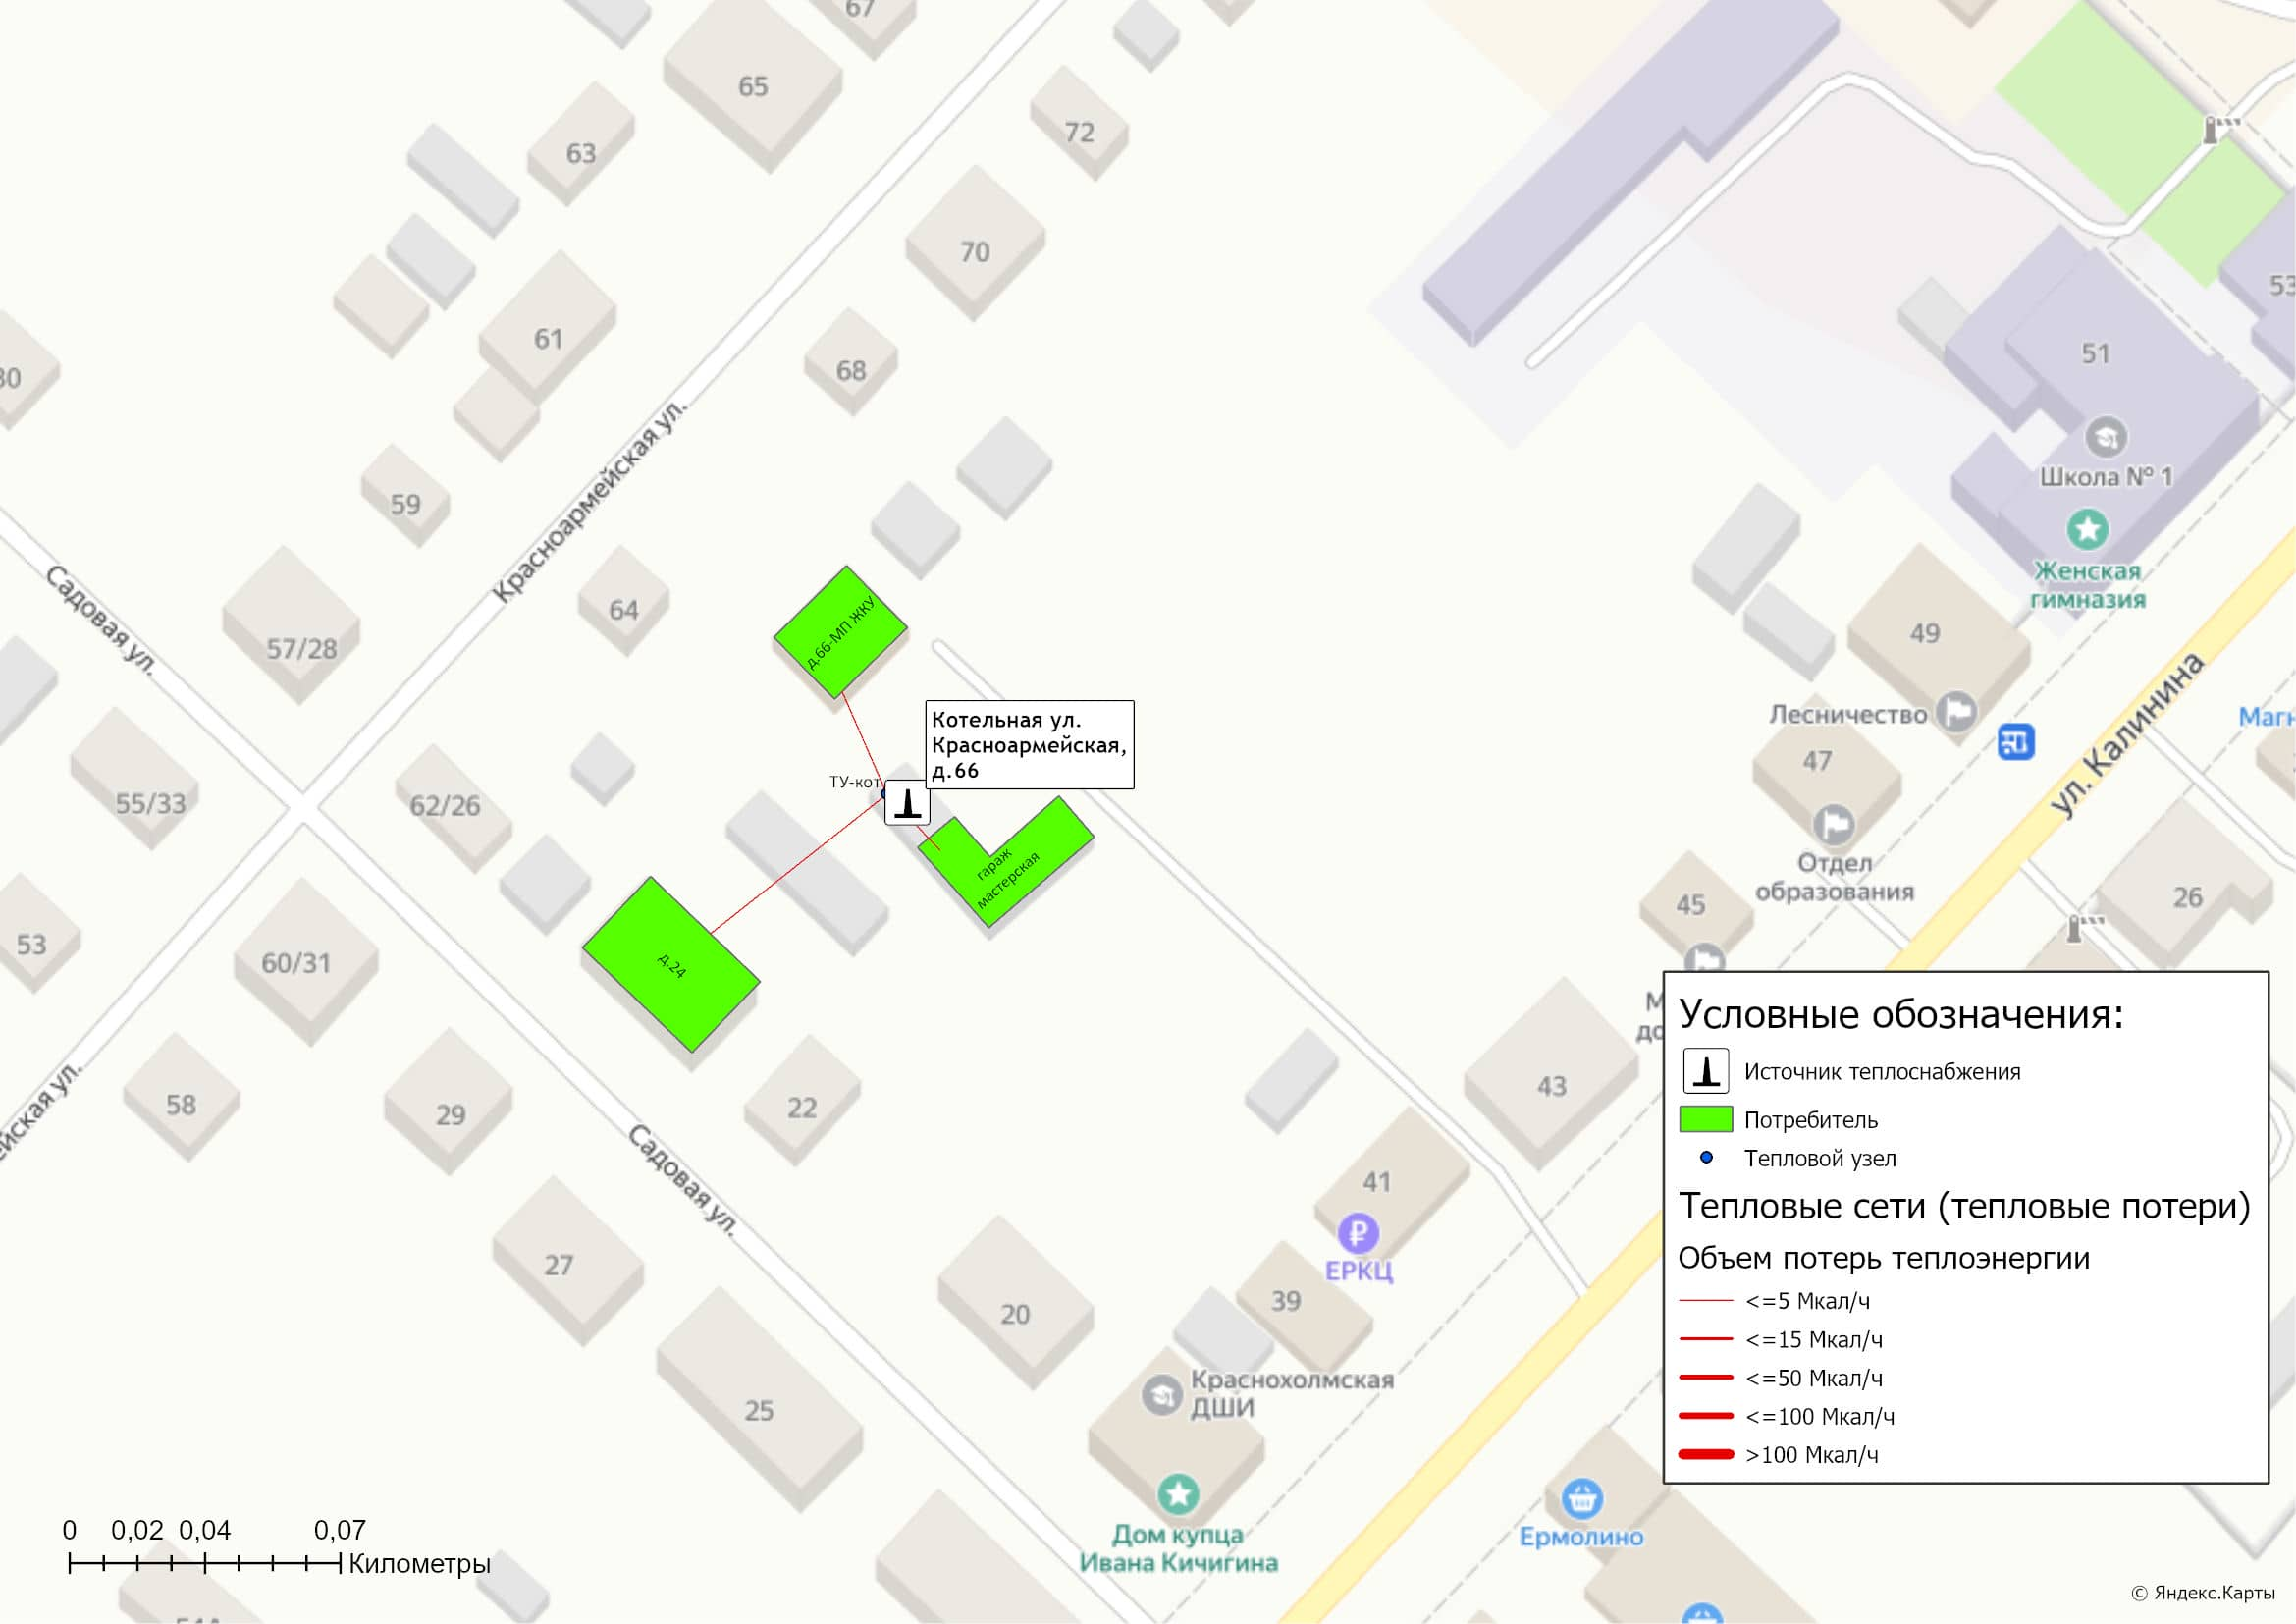 67
65
72
63
70
53
61
51
68
30
Школа № 1
Красноармейская ул.
59
Женская
гимназия
Садовая ул.
64
д.66-МП ЖКУ
49
57/28
ул. Калинина
Лесничество
Магн
Котельная ул.
Красноармейская,
д.66
47
ТУ-кот
55/33
62/26
Отдел
образования
гараж
мастерская
45
26
53
60/31
д.24
43
58
29
22
ейская ул.
Садовая ул.
41
ЕРКЦ
27
39
20
Краснохолмская
ДШИ
25
Дом купца
Ивана Кичигина
Ермолино
54А
М
до
Условные обозначения:
Источник теплоснабжения
Потребитель
Тепловой узел
Тепловые сети (тепловые потери)
Объем потерь теплоэнергии
<=5 Мкал/ч
<=15 Мкал/ч
<=50 Мкал/ч
<=100 Мкал/ч
>100 Мкал/ч
0 0,02 0,04 0,07
Километры
© Яндекс.Карты